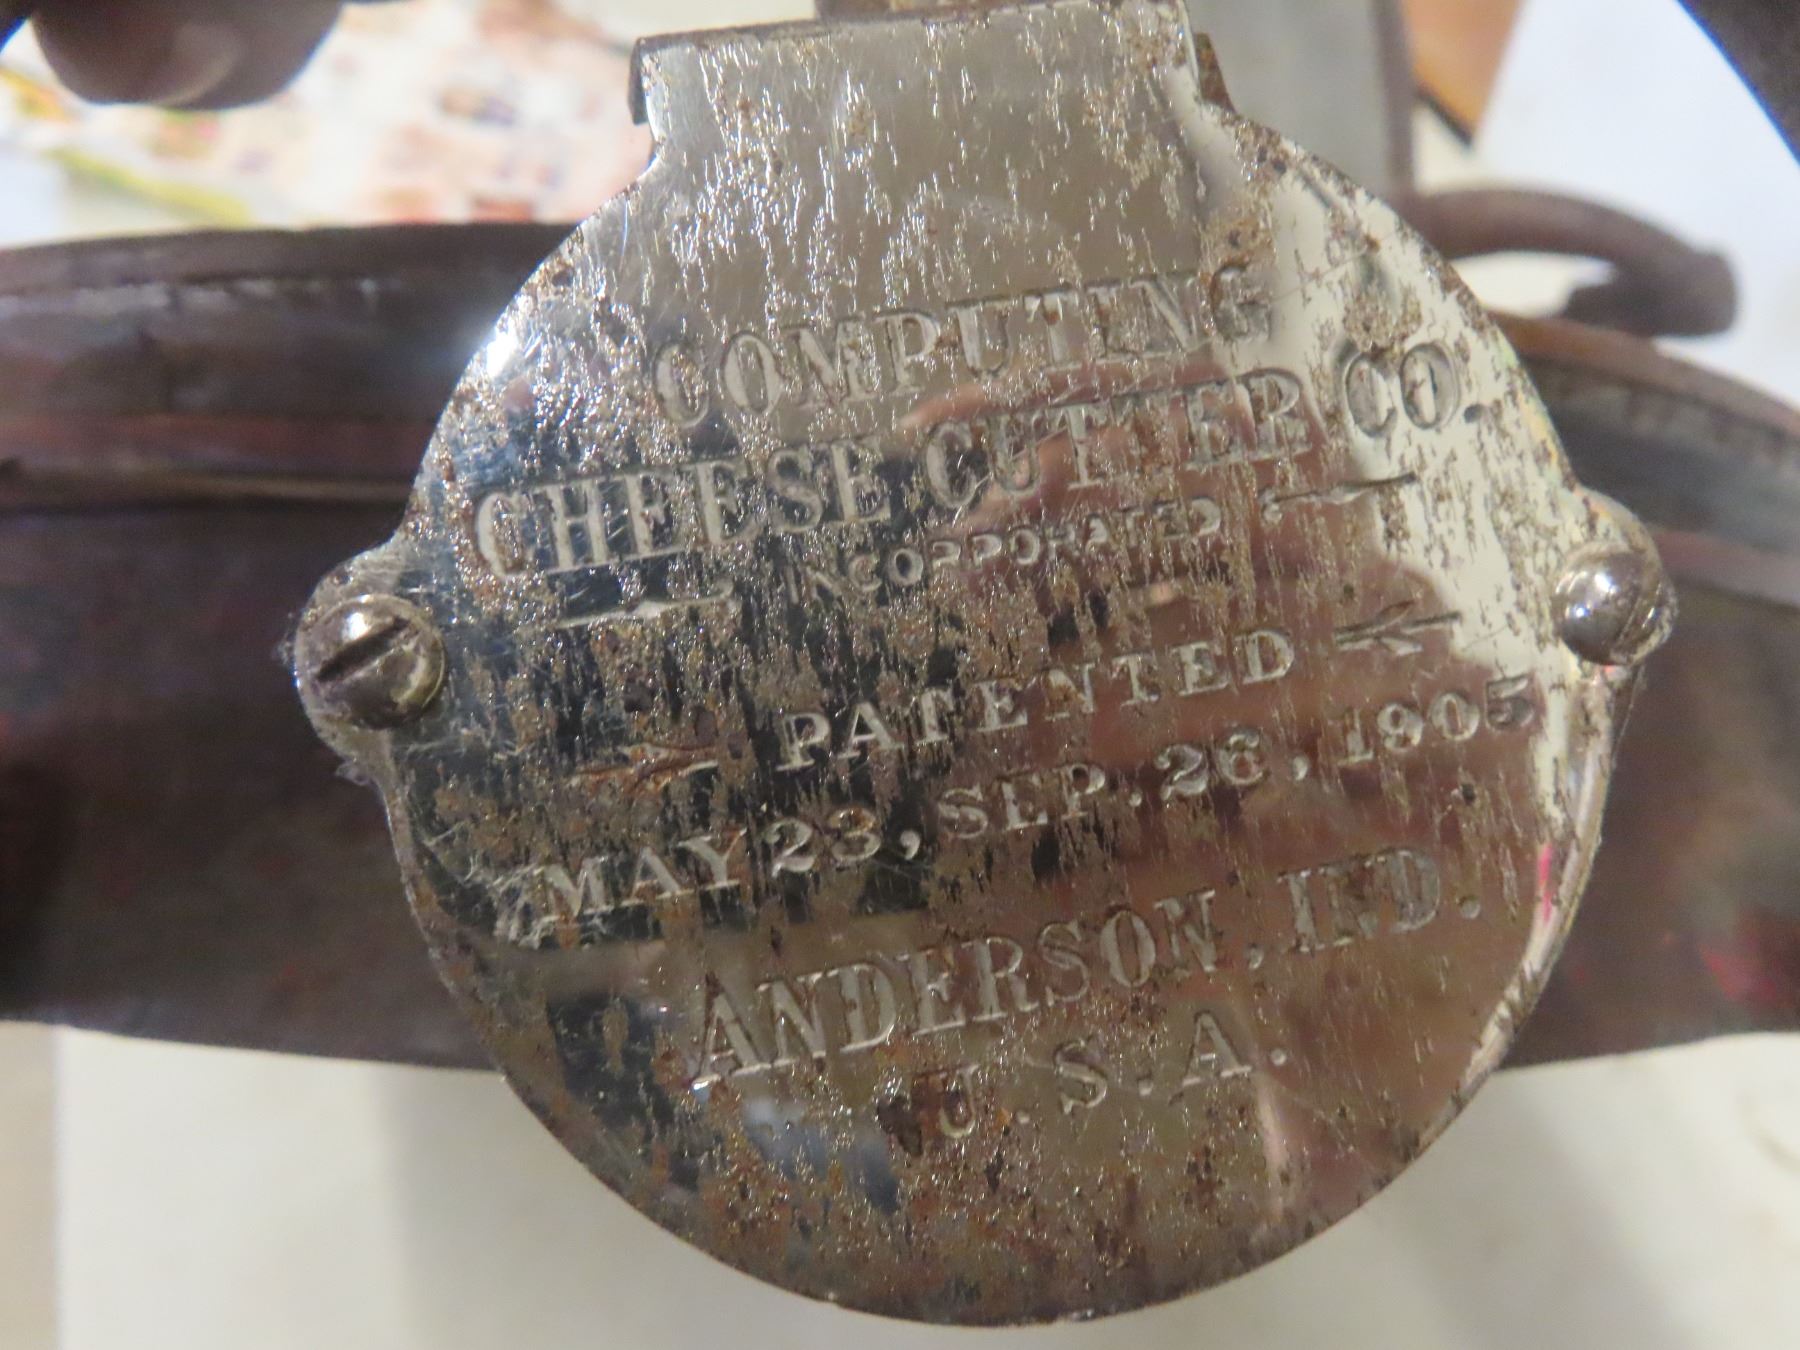 COMPUTING
CHEESE CUTTER CO.
INCORPORATED
PATENTED
MAY 23, SEP. 26, 1905
ANDERSON, IND.
U.S.A.